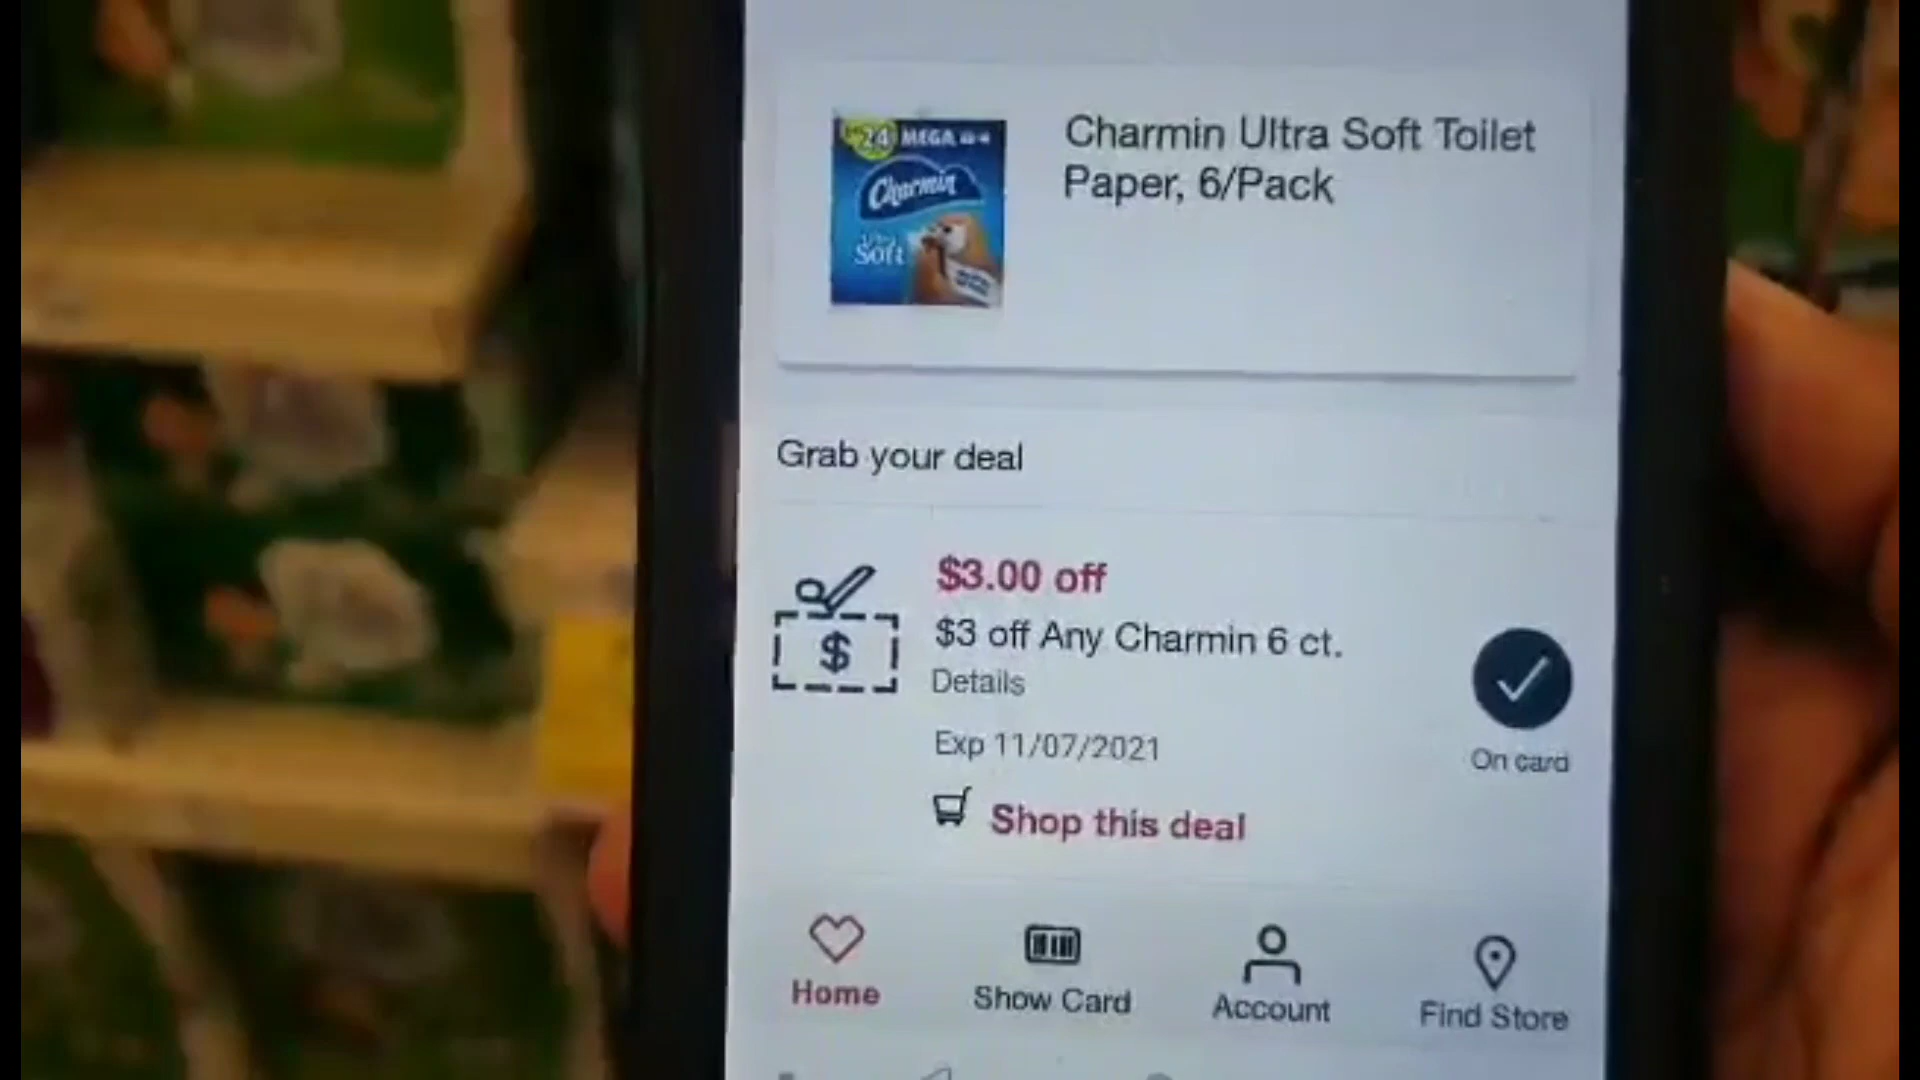 24 MEGA
Charmin
Ultra
Soft
Charmin Ultra Soft Toilet
Paper, 6/Pack
Grab your deal
$3.00 off
$
$3 off Any Charmin 6 ct.
Details
Exp 11/07/2021
On card
Shop this deal
Home
Show Card
Account
Find Store